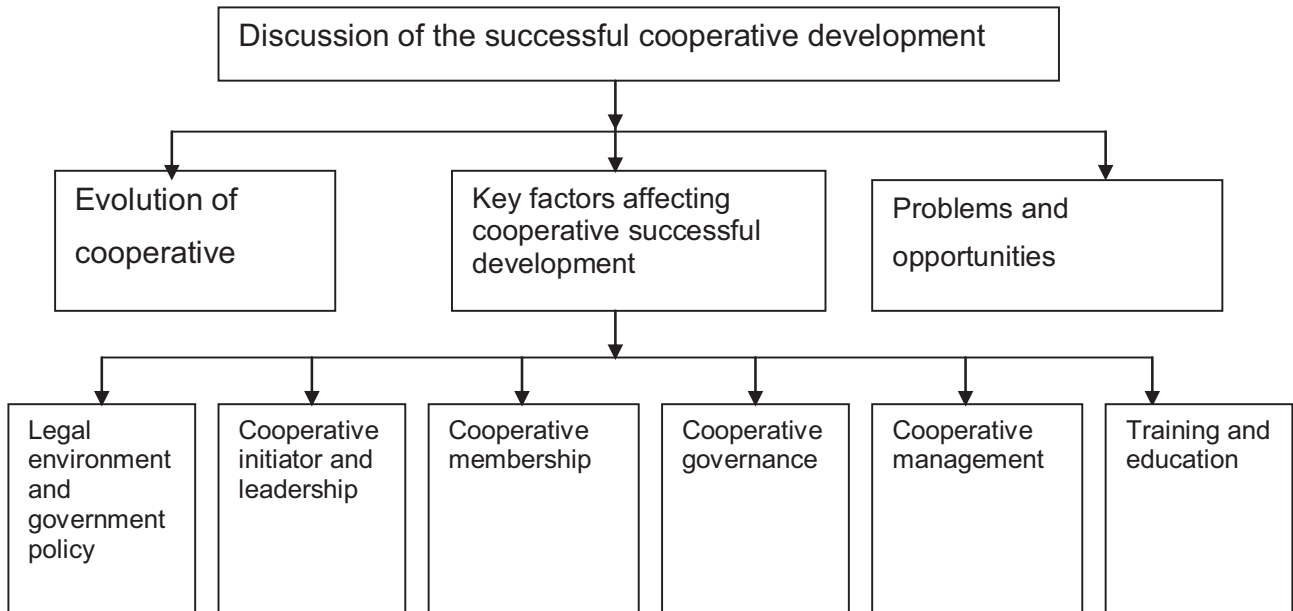 Discussion of the successful cooperative development
Evolution of
cooperative
Key factors affecting
cooperative successful
development
Problems and
opportunities
Legal
environment
and
government
policy
Cooperative
initiator and
leadership
Cooperative
membership
Cooperative
governance
Cooperative
management
Training and
education